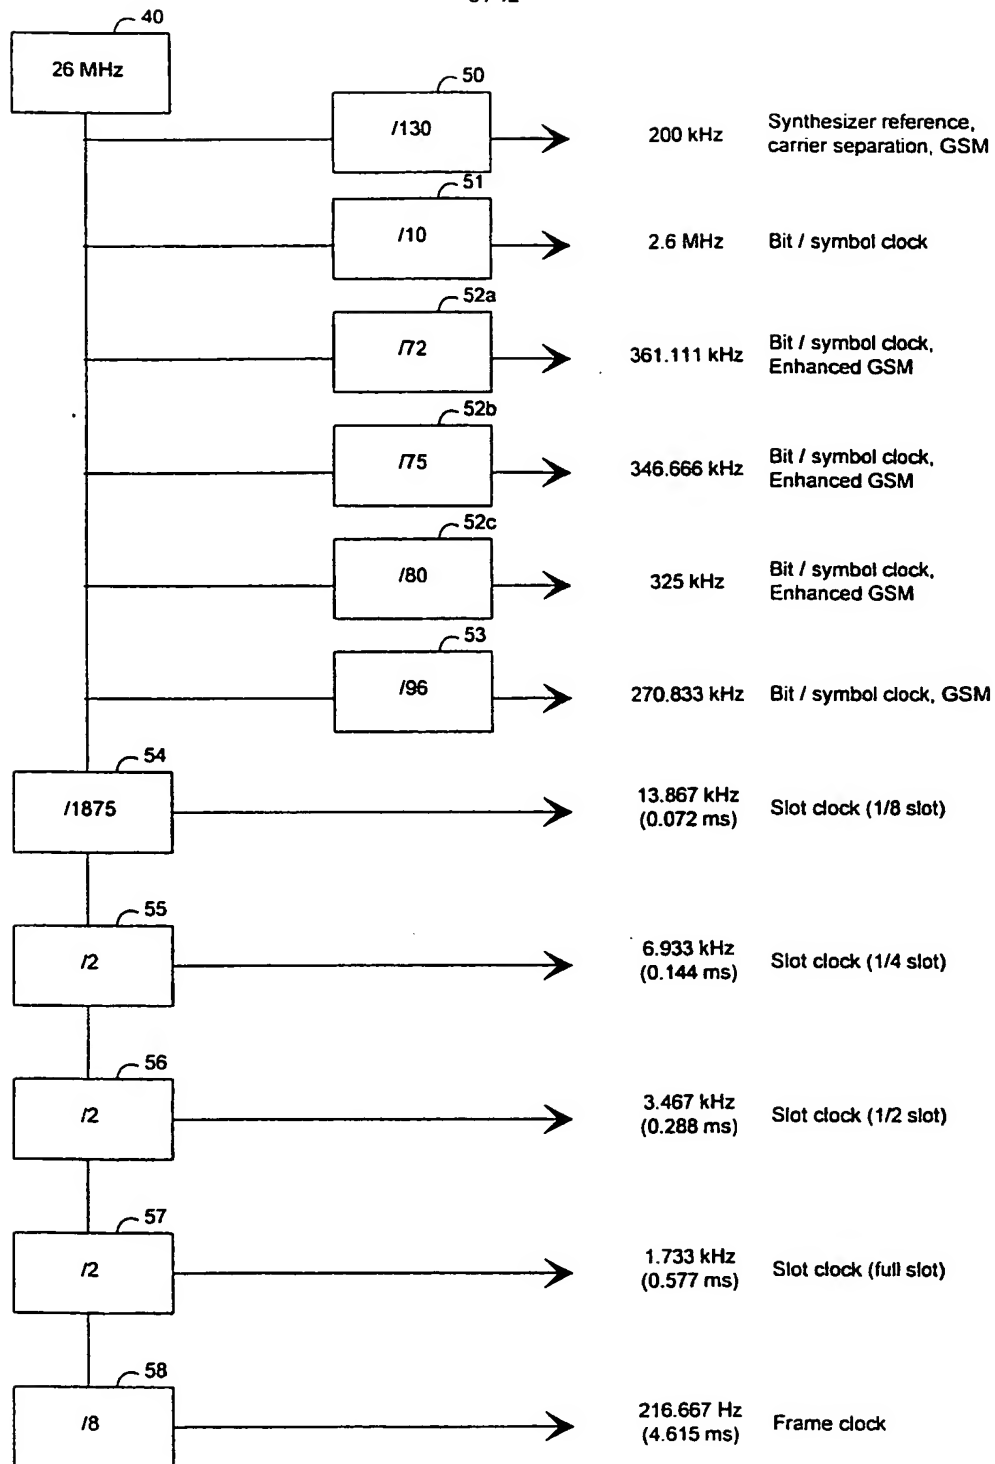 40
26 MHz
50
/130
200 kHz
Synthesizer reference,
carrier separation, GSM
51
/10
2.6 MHz
Bit / symbol clock
52a
/72
361.111 kHz
Bit / symbol clock,
Enhanced GSM
52b
/75
346.666 kHz
Bit / symbol clock,
Enhanced GSM
52c
/80
325 kHz
Bit / symbol clock,
Enhanced GSM
53
/96
270.833 kHz
Bit / symbol clock, GSM
54
/1875
13.867 kHz
(0.072 ms)
Slot clock (1/8 slot)
55
/2
6.933 kHz
(0.144 ms)
Slot clock (1/4 slot)
56
/2
3.467 kHz
(0.288 ms)
Slot clock (1/2 slot)
57
/2
1.733 kHz
(0.577 ms)
Slot clock (full slot)
58
/8
216.667 Hz
(4.615 ms)
Frame clock